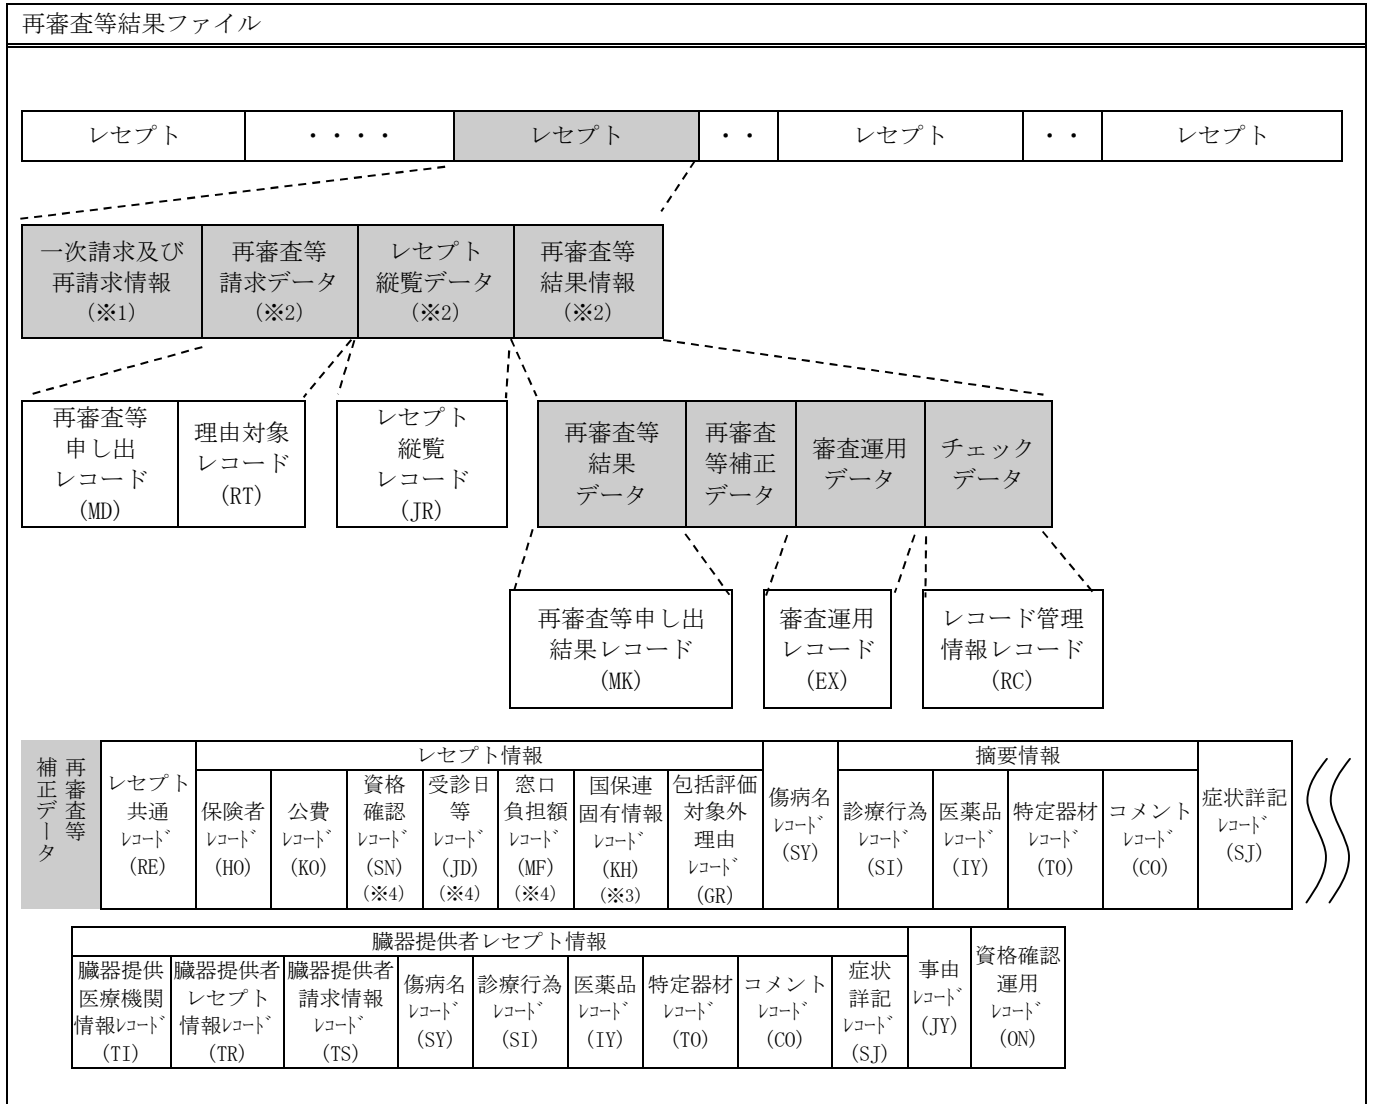 再審査等結果ファイル
レセプト ・・・・ レセプト ・・ レセプト ・・ レセプト
一次請求及び
再請求情報
(※1)
再審査等
請求データ
(※2)
レセプト
縦覧データ
(※2)
再審査等
結果情報
(※2)
再審査等
申し出
レコード
(MD)
理由対象
レコード
(RT)
レセプト
縦覧
レコード
(JR)
再審査等
結果
データ
再審査
等補正
データ
審査運用
データ
チェック
データ
再審査等申し出
結果レコード
(MK)
審査運用
レコード
(EX)
レコード管理
情報レコード
(RC)
再審査等
補正データ
レセプト
共通
ﾚｺｰﾄﾞ
(RE)
レセプト情報
保険者
ﾚｺｰﾄﾞ
(HO)
公費
ﾚｺｰﾄﾞ
(KO)
資格
確認
ﾚｺｰﾄﾞ
(SN)
(※4)
受診日
等
ﾚｺｰﾄﾞ
(JD)
(※4)
窓口
負担額
ﾚｺｰﾄﾞ
(MF)
(※4)
国保連
固有情報
ﾚｺｰﾄﾞ
(KH)
(※3)
包括評価
対象外
理由
ﾚｺｰﾄﾞ
(GR)
傷病名
ﾚｺｰﾄﾞ
(SY)
摘要情報
診療行為
ﾚｺｰﾄﾞ
(SI)
医薬品
ﾚｺｰﾄﾞ
(IY)
特定器材
ﾚｺｰﾄﾞ
(TO)
コメント
ﾚｺｰﾄﾞ
(CO)
症状詳記
ﾚｺｰﾄﾞ
(SJ)
臓器提供者レセプト情報
臓器提供
医療機関
情報ﾚｺｰﾄﾞ
(TI)
臓器提供者
レセプト
情報ﾚｺｰﾄﾞ
(TR)
臓器提供者
請求情報
ﾚｺｰﾄﾞ
(TS)
傷病名
ﾚｺｰﾄﾞ
(SY)
診療行為
ﾚｺｰﾄﾞ
(SI)
医薬品
ﾚｺｰﾄﾞ
(IY)
特定器材
ﾚｺｰﾄﾞ
(TO)
コメント
ﾚｺｰﾄﾞ
(CO)
症状
詳記
ﾚｺｰﾄﾞ
(SJ)
事由
ﾚｺｰﾄﾞ
(JY)
資格確認
運用
ﾚｺｰﾄﾞ
(ON)